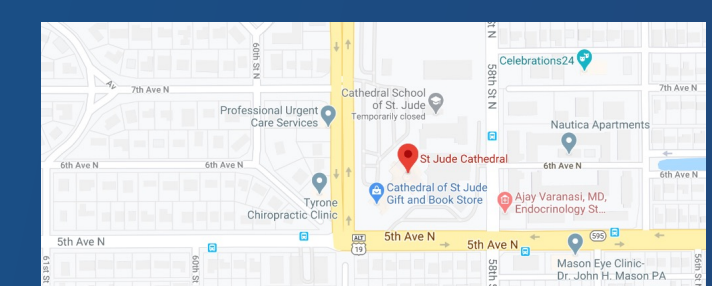 St N
Celebrations24
60th St N
58th St N
7th Ave N
7th Ave N
Av
Cathedral School
of St. Jude
Temporarily closed
Professional Urgent
Care Services
Nautica Apartments
St Jude Cathedral
6th Ave N
6th Ave N
6th Ave N
6th Ave N
Cathedral of St Jude
Gift and Book Store
Ajay Varanasi, MD,
Endocrinology St...
Tyrone
Chiropractic Clinic
5th Ave N
ALT
19
5th Ave N
5th Ave N
595
Mason Eye Clinic-
Dr. John H. Mason PA
61st St
60th St
58th S
56th St